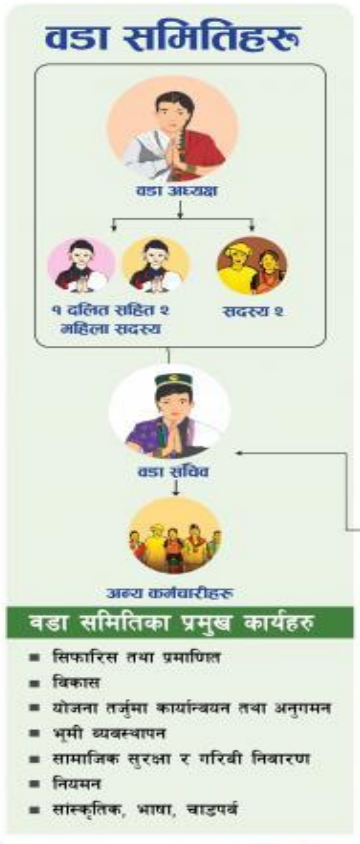 वडा समितिहरू
वडा अध्यक्ष
१ दलित सहित २
महिला सदस्य
सदस्य २
वडा सचिव
अन्य कर्मचारीहरू
वडा समितिका प्रमुख कार्यहरु
सिफारिस तथा प्रमाणित
विकास
योजना तर्जुमा कार्यान्वयन तथा अनुगमन
भूमी व्यवस्थापन
सामाजिक सुरक्षा र गरिबी निवारण
नियमन
सांस्कृतिक, भाषा, चाडपर्व